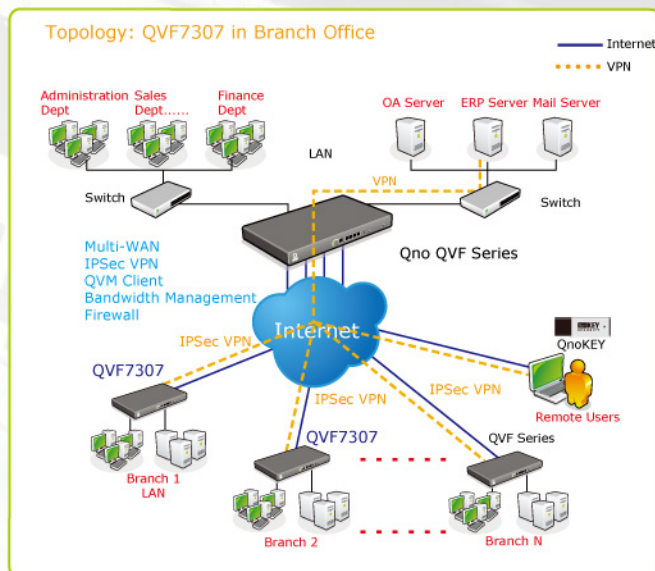 Topology: QVF7307 in Branch Office
Internet
VPN
Administration
Dept
Sales
Dept......
Finance
Dept
OA Server
ERP Server
Mail Server
LAN
VPN
Switch
Switch
Qno QVF Series
Multi-WAN
IPSec VPN
QVM Client
Bandwidth Management
Firewall
Internet
QnoKEY
IPSec VPN
QVF7307
IPSec VPN
IPSec VPN
Remote Users
QVF7307
QVF Series
Branch 1
LAN
Branch 2
Branch N